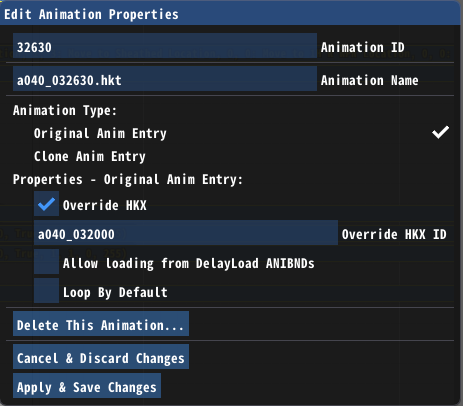 Edit Animation Properties
32630 Animation ID
a040_032630.hkt Animation Name
Animation Type:
Original Anim Entry
Clone Anim Entry
Properties - Original Anim Entry:
Override HKX
a040_032000 Override HKX ID
Allow loading from DelayLoad ANIBNDs
Loop By Default
Delete This Animation...
Cancel & Discard Changes
Apply & Save Changes